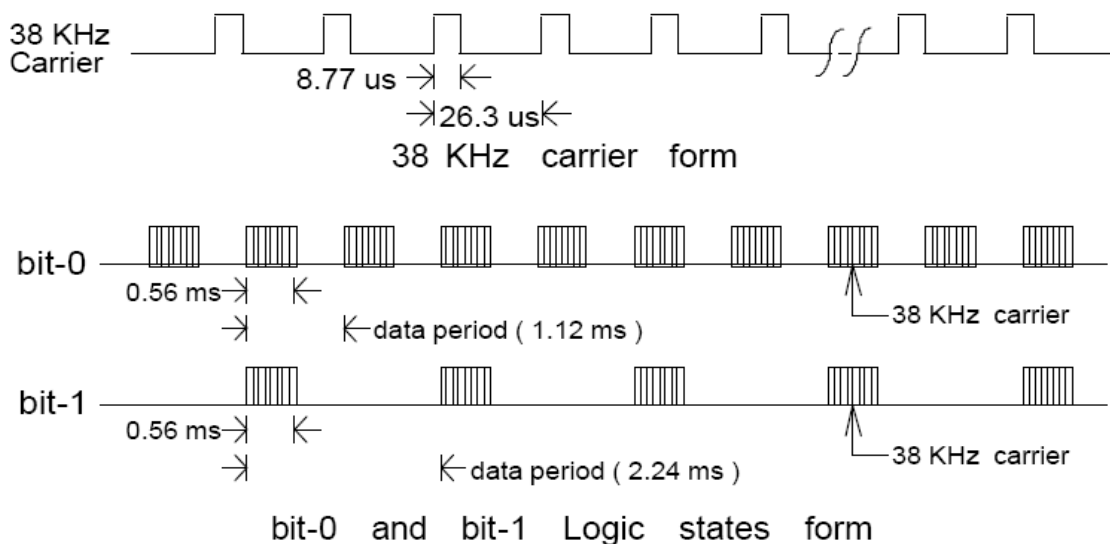 38 KHz
Carrier
8.77 us
26.3 us
38 KHz carrier form
bit-0
0.56 ms
38 KHz carrier
data period ( 1.12 ms )
bit-1
0.56 ms
38 KHz carrier
data period ( 2.24 ms )
bit-0 and bit-1 Logic states form